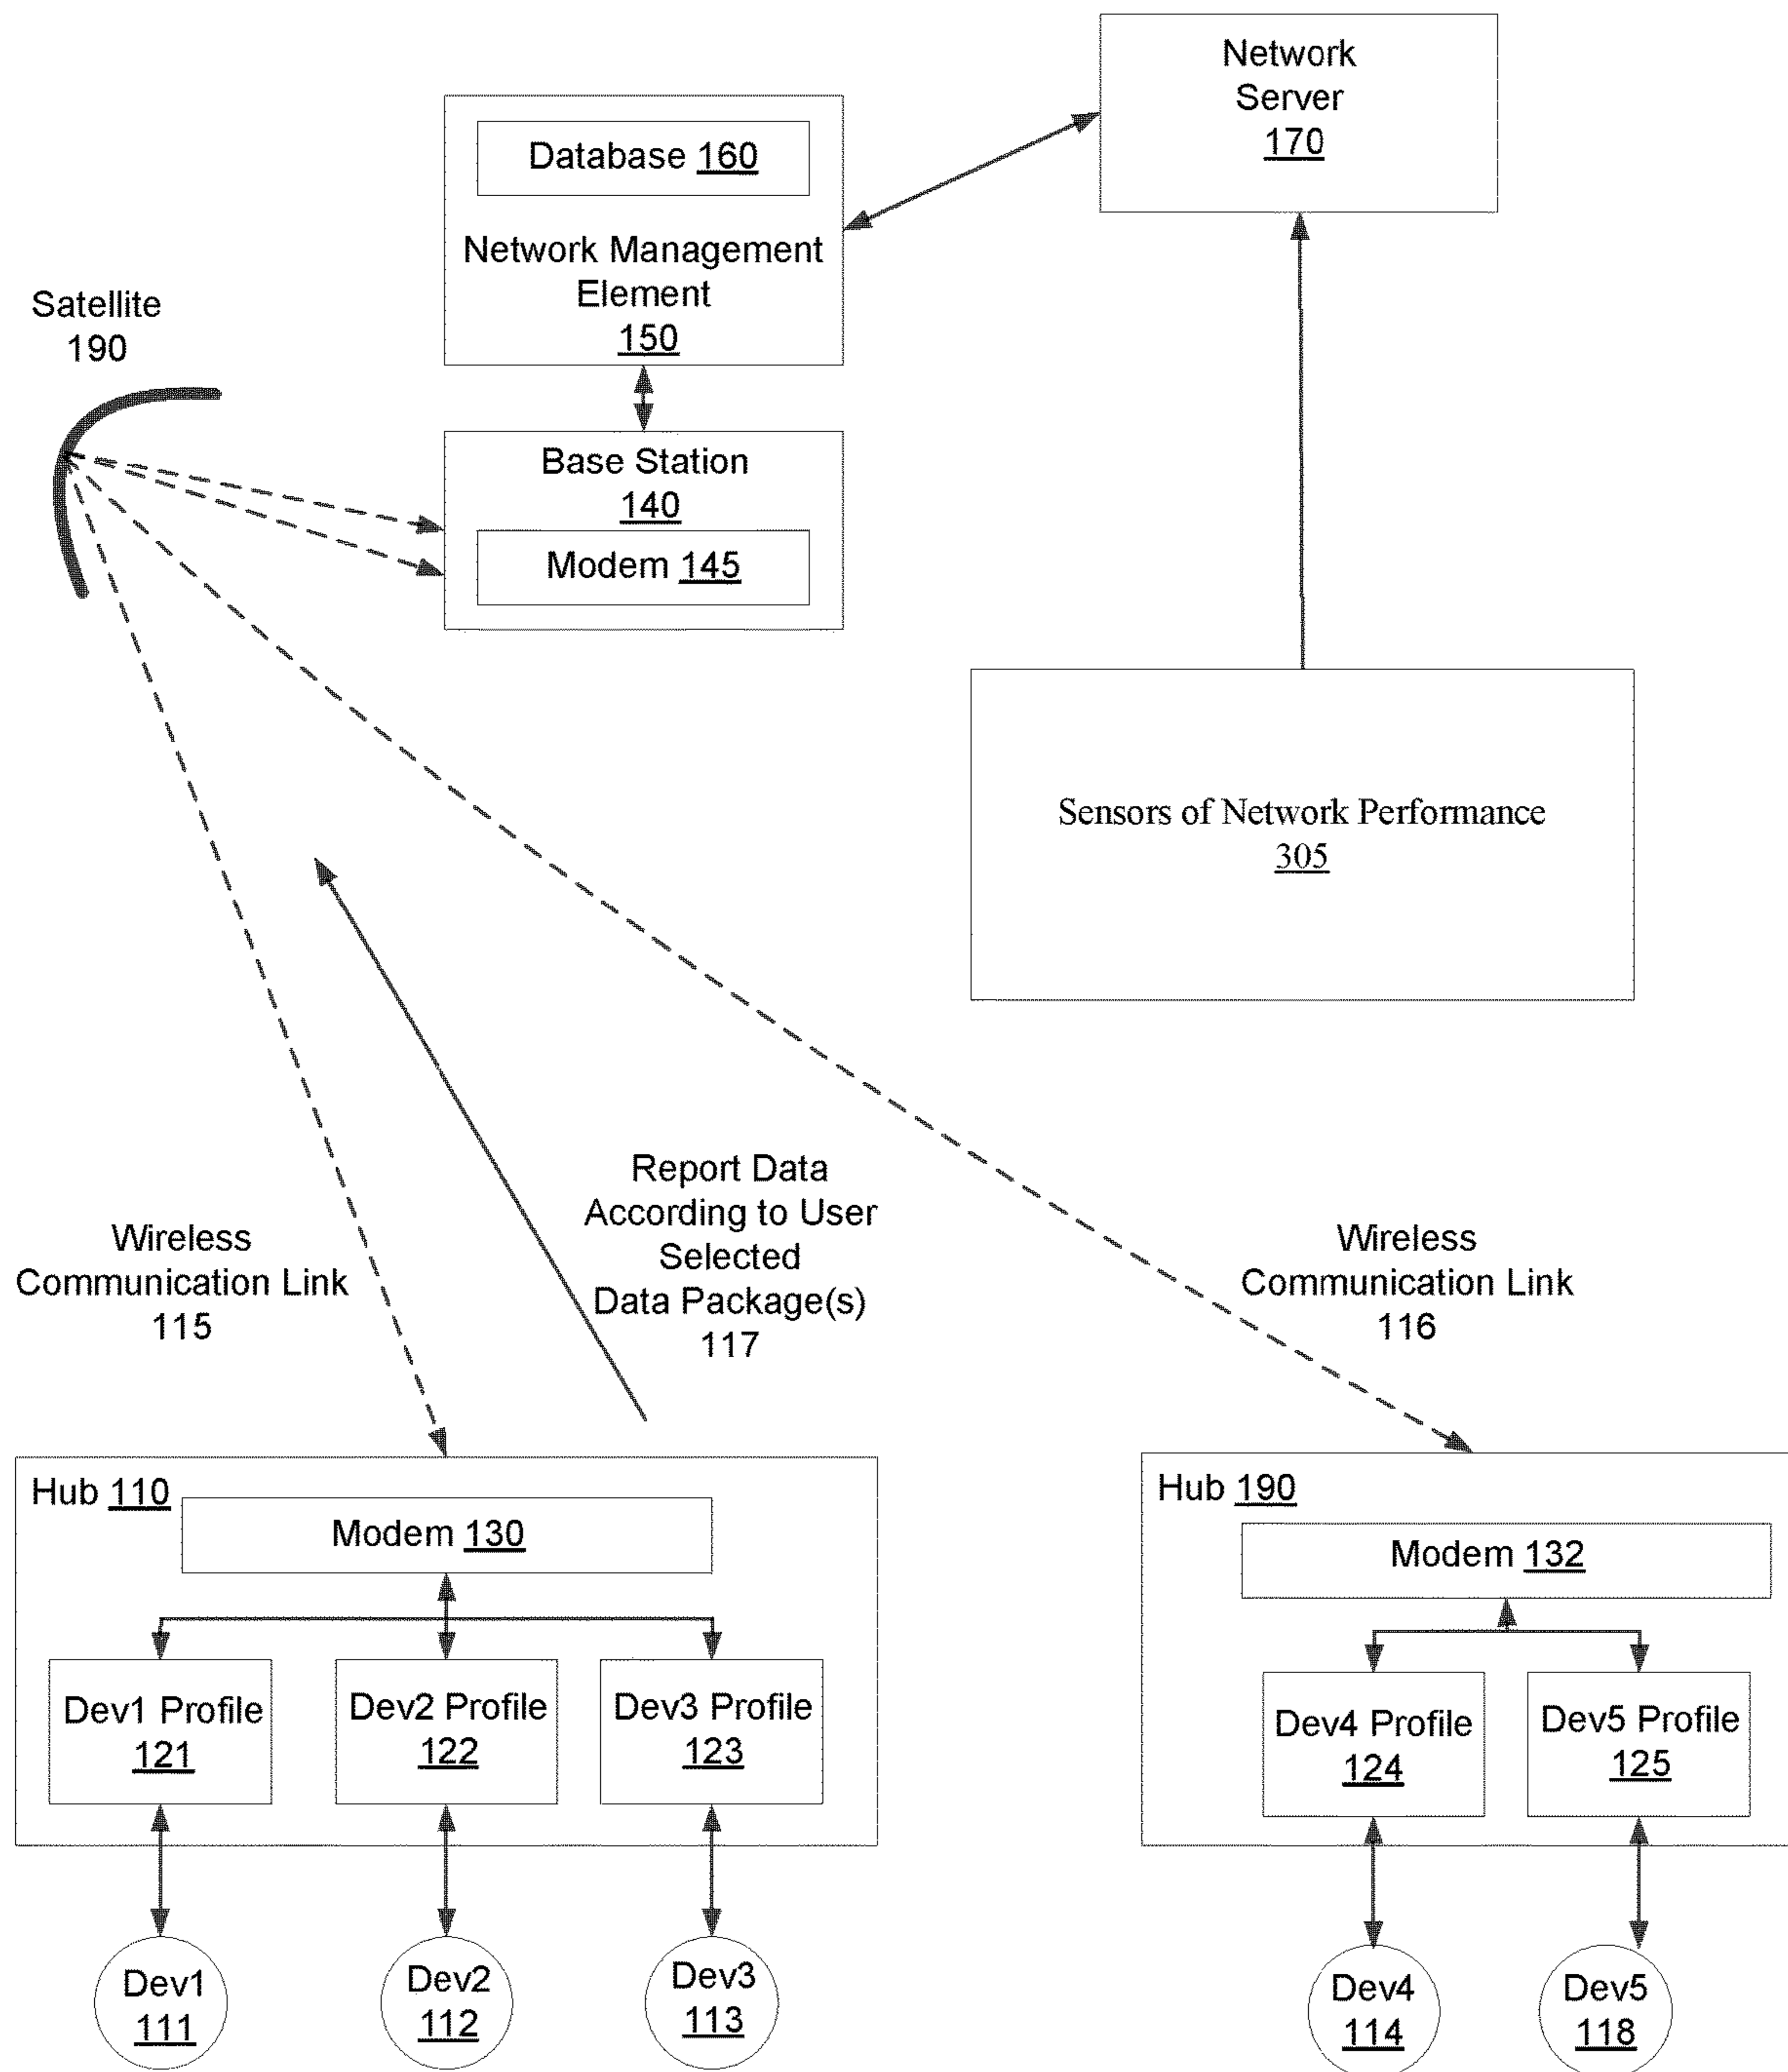 Network
Server
170
Database 160
Network Management
Element
150
Satellite
190
Base Station
140
Modem 145
Sensors of Network Performance
305
Report Data
According to User
Selected
Data Package(s)
117
Wireless
Communication Link
115
Wireless
Communication Link
116
Hub 110
Modem 130
Dev1 Profile
121
Dev2 Profile
122
Dev3 Profile
123
Hub 190
Modem 132
Dev4 Profile
124
Dev5 Profile
125
Dev1
111
Dev2
112
Dev3
113
Dev4
114
Dev5
118